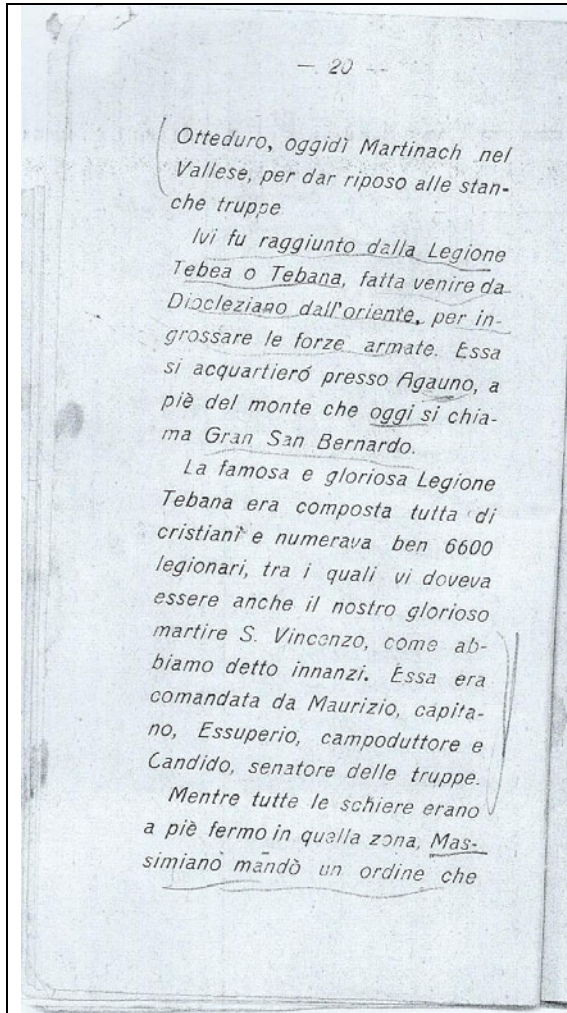 — 20 —
Otteduro, oggidì Martinach nel
Vallese, per dar riposo alle stan-
che truppe
Ivi fu raggiunto dalla Legione
Tebea o Tebana, fatta venire da
Diocleziano dall'oriente, per in-
grossare le forze armate. Essa
si acquartieró presso Agauno, a
piè del monte che oggi si chia-
ma Gran San Bernardo.
La famosa e gloriosa Legione
Tebana era composta tutta di
cristiani e numerava ben 6600
legionari, tra i quali vi doveva
essere anche il nostro glorioso
martire S. Vincenzo, come ab-
biamo detto innanzi. Essa era
comandata da Maurizio, capita-
no, Essuperio, campoduttore e
Candido, senatore delle truppe.
Mentre tutte le schiere erano
a piè fermo in quella zona, Mas-
simiano mandò un ordine che